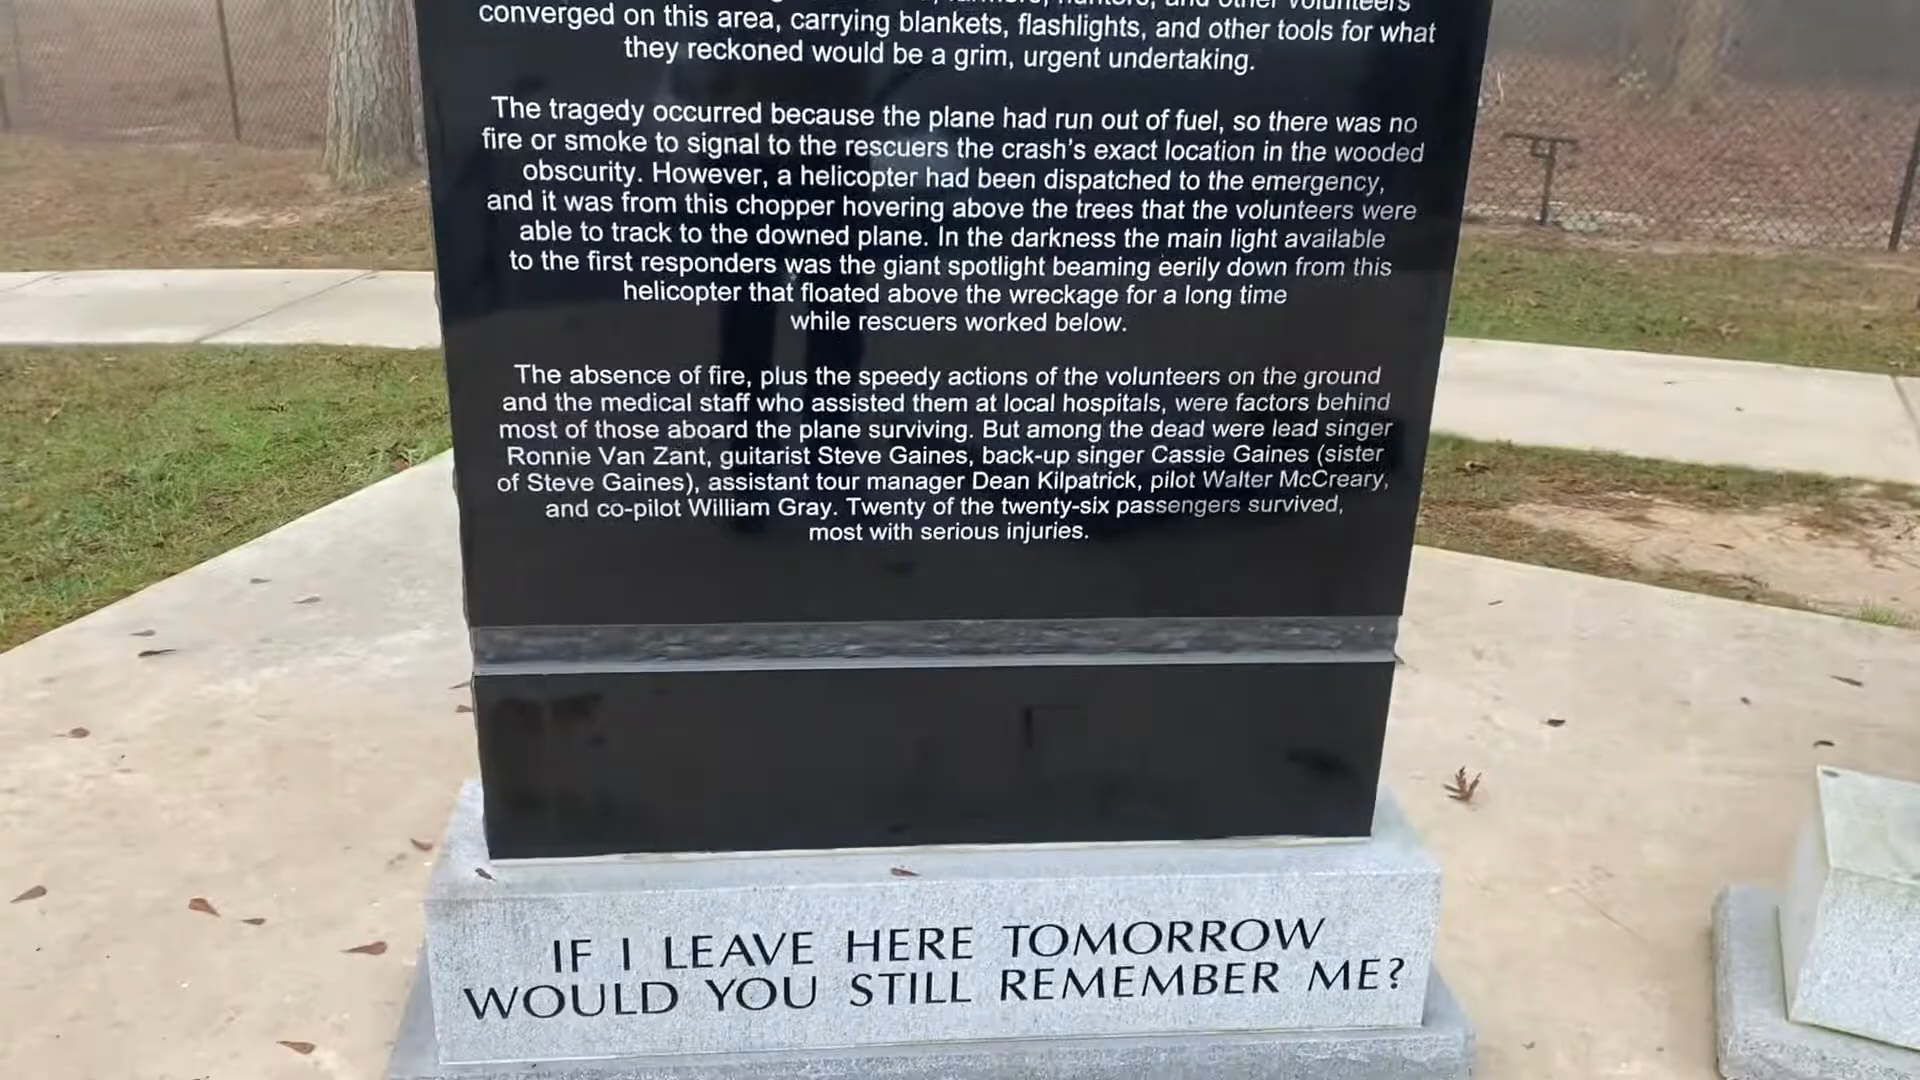 and other volunteers
converged on this area, carrying blankets, flashlights, and other tools for what
they reckoned would be a grim, urgent undertaking.
The tragedy occurred because the plane had run out of fuel, so there was no
fire or smoke to signal to the rescuers the crash's exact location in the wooded
obscurity. However, a helicopter had been dispatched to the emergency,
and it was from this chopper hovering above the trees that the volunteers were
able to track to the downed plane. In the darkness the main light available
to the first responders was the giant spotlight beaming eerily down from this
helicopter that floated above the wreckage for a long time
while rescuers worked below.
The absence of fire, plus the speedy actions of the volunteers on the ground
and the medical staff who assisted them at local hospitals, were factors behind
most of those aboard the plane surviving. But among the dead were lead singer
Ronnie Van Zant, guitarist Steve Gaines, back-up singer Cassie Gaines (sister
of Steve Gaines), assistant tour manager Dean Kilpatrick, pilot Walter McCreary,
and co-pilot William Gray. Twenty of the twenty-six passengers survived,
most with serious injuries.
IF I LEAVE HERE TOMORROW
WOULD YOU STILL REMEMBER ME?